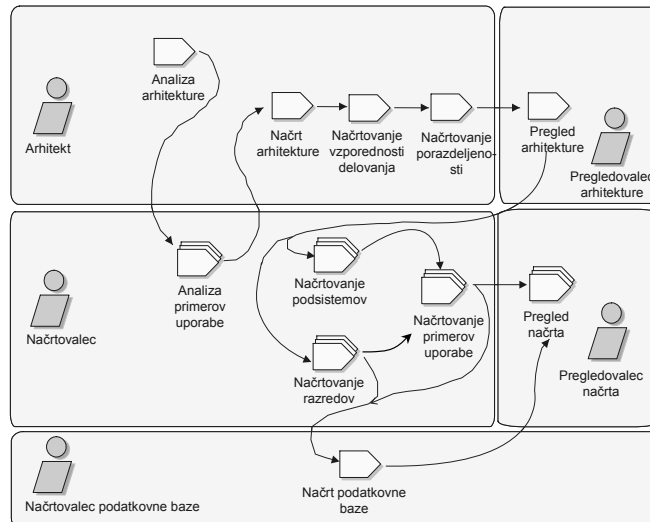 Analiza
arhitekture
Arhitekt
Načrt
arhitekture
Načrtovanje
vzporednosti
delovanja
Načrtovanje
porazdeljeno-
sti
Pregled
arhitekture
Pregledovalec
arhitekture
Analiza
primerov
uporabe
Načrtovalec
Načrtovanje
podsistemov
Načrtovanje
razredov
Načrtovanje
primerov
uporabe
Pregled
načrta
Pregledovalec
načrta
Načrtovalec podatkovne baze
Načrt podatkovne
baze